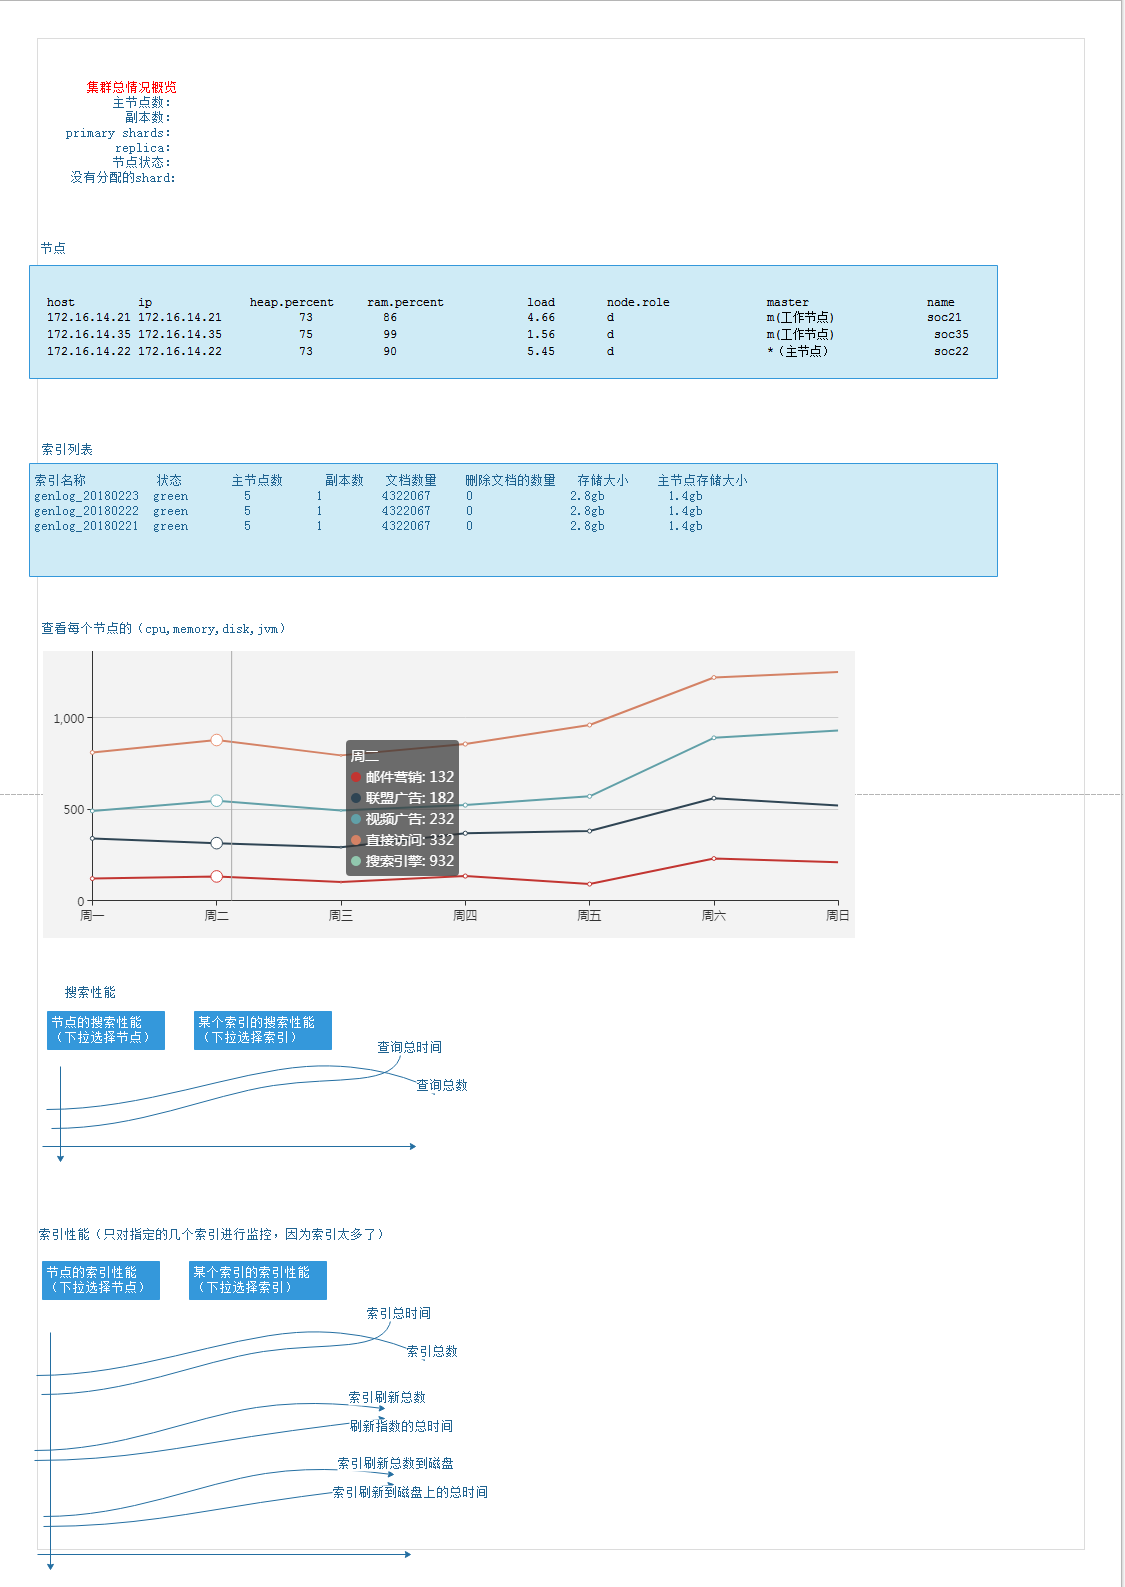 集群总情况概览
主节点数:
副本数:
primary shards:
replica:
节点状态:
没有分配的shard:
节点
host ip heap.percent ram.percent load node.role master name
172.16.14.21 172.16.14.21 73 86 4.66 d m(工作节点) soc21
172.16.14.35 172.16.14.35 75 99 1.56 d m(工作节点) soc35
172.16.14.22 172.16.14.22 73 90 5.45 d *（主节点） soc22
索引列表
索引名称 状态 主节点数 副本数 文档数量 删除文档的数量 存储大小 主节点存储大小
genlog_20180223 green 5 1 4322067 0 2.8gb 1.4gb
genlog_20180222 green 5 1 4322067 0 2.8gb 1.4gb
genlog_20180221 green 5 1 4322067 0 2.8gb 1.4gb
查看每个节点的（cpu,memory,disk,jvm）
1,000
500
0
周二
邮件营销: 132
联盟广告: 182
视频广告: 232
直接访问: 332
搜索引擎: 932
周一 周二 周三 周四 周五 周六 周日
搜索性能
节点的搜索性能
（下拉选择节点）
某个索引的搜索性能
（下拉选择索引）
查询总时间
查询总数
索引性能（只对指定的几个索引进行监控，因为索引太多了）
节点的索引性能
（下拉选择节点）
某个索引的索引性能
（下拉选择索引）
索引总时间
索引总数
索引刷新总数
刷新指数的总时间
索引刷新总数到磁盘
索引刷新到磁盘上的总时间